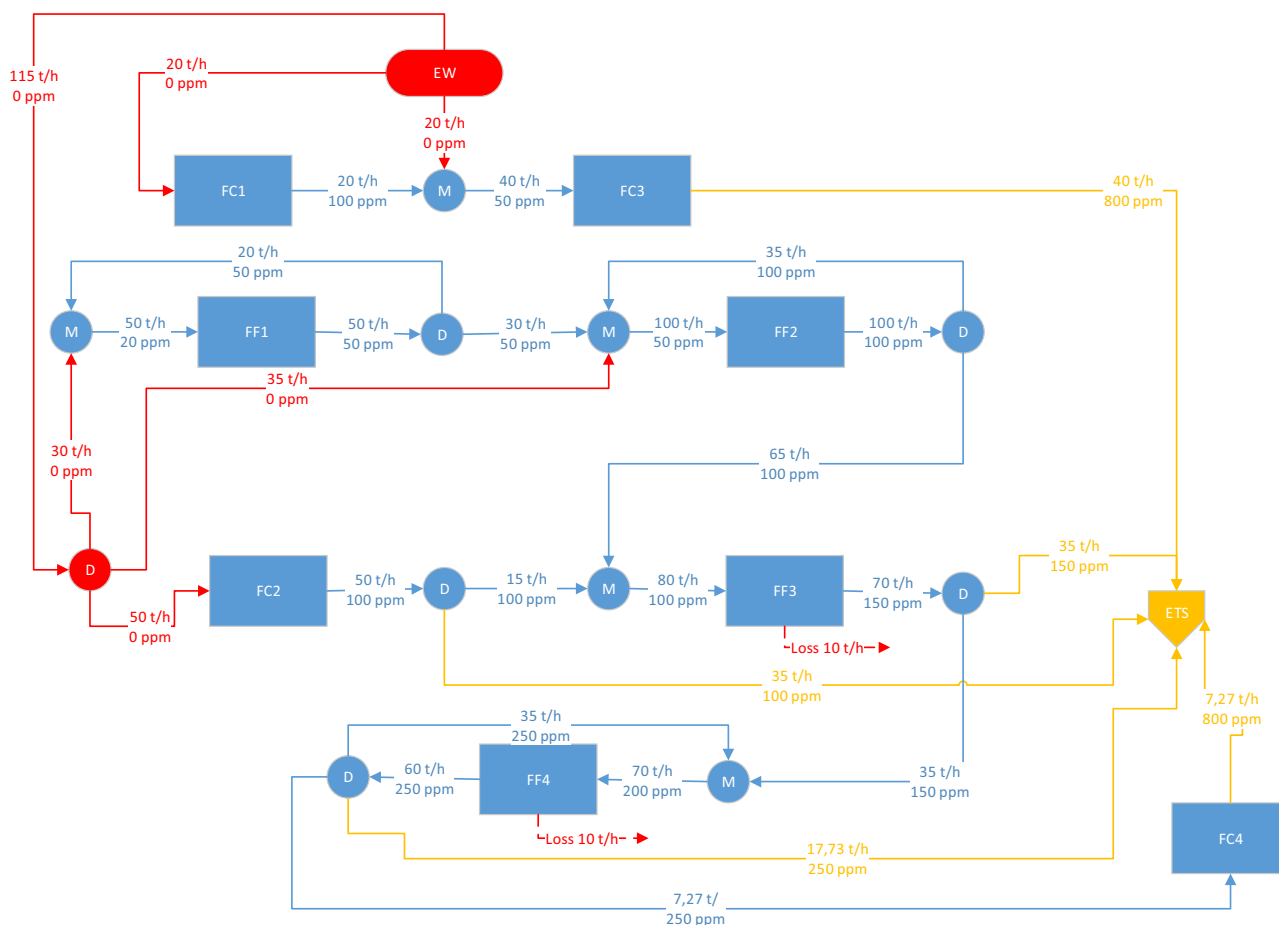 115 t/h
0 ppm
20 t/h
0 ppm
EW
20 t/h
0 ppm
FC1
20 t/h
100 ppm
M
40 t/h
50 ppm
FC3
40 t/h
800 ppm
20 t/h
50 ppm
35 t/h
100 ppm
M
50 t/h
20 ppm
FF1
50 t/h
50 ppm
D
30 t/h
50 ppm
M
100 t/h
50 ppm
FF2
100 t/h
100 ppm
D
35 t/h
0 ppm
30 t/h
0 ppm
65 t/h
100 ppm
D
50 t/h
0 ppm
FC2
50 t/h
100 ppm
D
15 t/h
100 ppm
M
80 t/h
100 ppm
FF3
70 t/h
150 ppm
D
35 t/h
150 ppm
ETS
Loss 10 t/h
35 t/h
100 ppm
7,27 t/h
800 ppm
35 t/h
250 ppm
D
60 t/h
250 ppm
FF4
70 t/h
200 ppm
M
35 t/h
150 ppm
Loss 10 t/h
17,73 t/h
250 ppm
FC4
7,27 t/
250 ppm